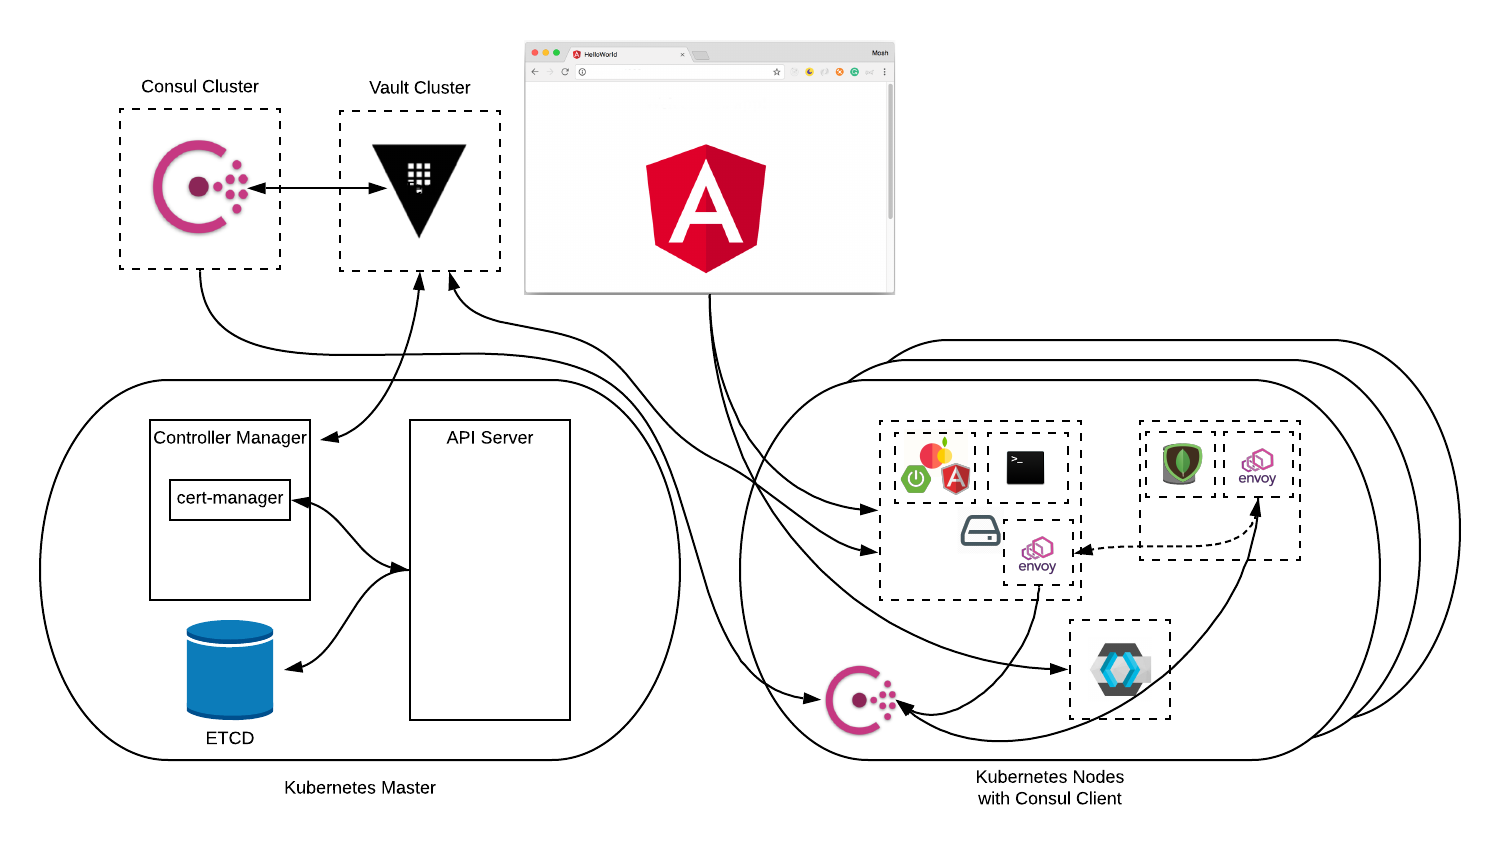 HelloWorld
Mosh
Consul Cluster
Vault Cluster
Controller Manager
API Server
cert-manager
>_
envoy
envoy
ETCD
Kubernetes Master
Kubernetes Nodes
with Consul Client